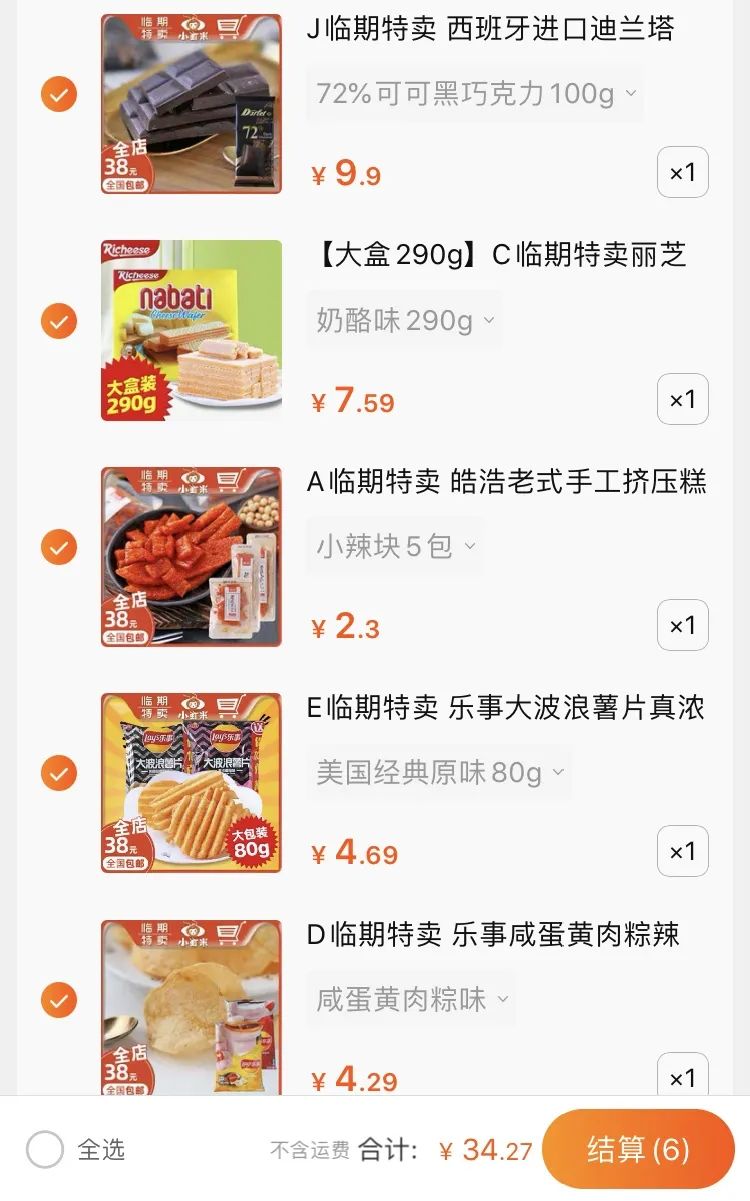 临期
特卖
小虹米
J临期特卖 西班牙进口迪兰塔
72%可可黑巧克力100g
Darlet
72%
全店
38元
全国包邮
¥ 9.9
×1
Richeese
Richeese
nabati
Cheese Wafer
大盒装
290g
【大盒290g】C临期特卖丽芝
奶酪味290g
¥ 7.59
×1
临期
特卖
全店
38元
全国包邮
A临期特卖 皓浩老式手工挤压糕
小辣块5包
¥ 2.3
×1
临期
特卖
Lay's乐事
Lay's乐事
大波浪薯片
大波浪薯片
全店
38元
全国包邮
大包装
80g
E临期特卖 乐事大波浪薯片真浓
美国经典原味80g
¥ 4.69
×1
临期
特卖
全店
38元
全国包邮
D临期特卖 乐事咸蛋黄肉粽辣
咸蛋黄肉粽味
¥ 4.29
×1
全选
不含运费 合计: ¥ 34.27
结算(6)